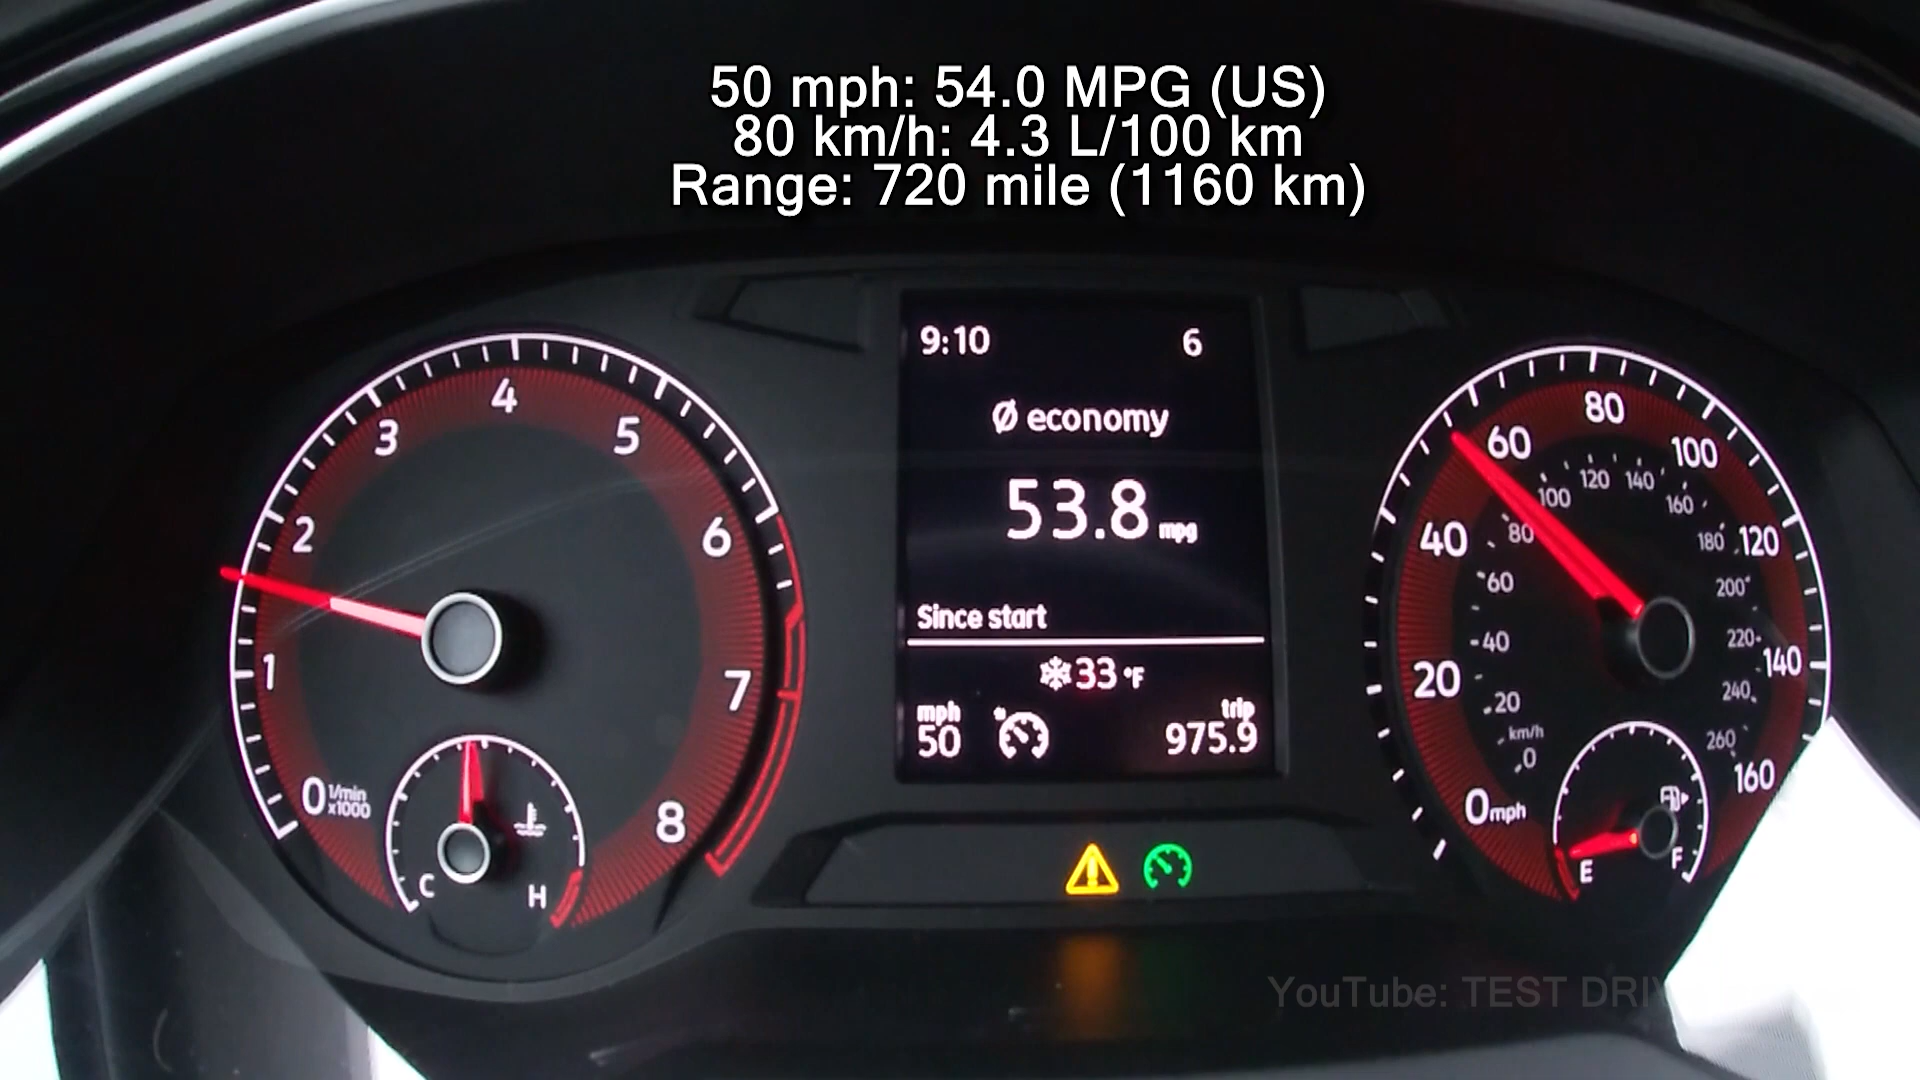 50 mph: 54.0 MPG (US)
80 km/h: 4.3 L/100 km
Range: 720 mile (1160 km)
9:10 6
Ø economy
53.8 mpg
Since start
33 °F
mph
50
trip
975.9
0 1 2 3 4 5 6 7 8
1/min
x1000
C H
0 20 40 60 80 100 120 140 160
mph
0 20 40 60 80 100 120 140 160 180 200 220 240 260
km/h
E F
YouTube: TEST